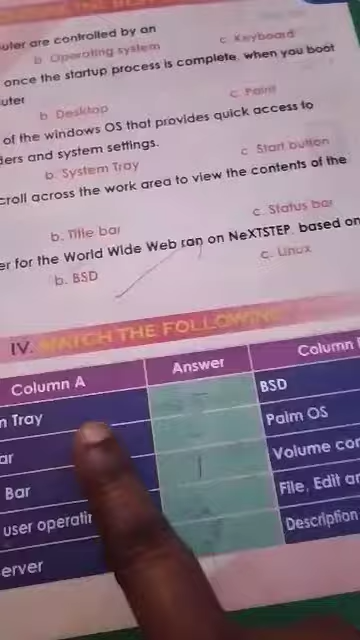 uter are controlled by an
b Operating system
c. Keyboard
once the startup process is complete, when you boot
uter
b Desktop
c. Paint
of the windows OS that provides quick access to
ders and system settings.
b. System Tray
c. Start button
croll across the work area to view the contents of the
b. Title bar
c. Status bar
er for the World Wide Web ran on NeXTSTEP, based on
b. BSD
c. Linux
IV. MATCH THE FOLLOWING
Column A
Answer
Column
m Tray
BSD
ar
Palm OS
Bar
Volume con
user operatin
File, Edit an
erver
Description